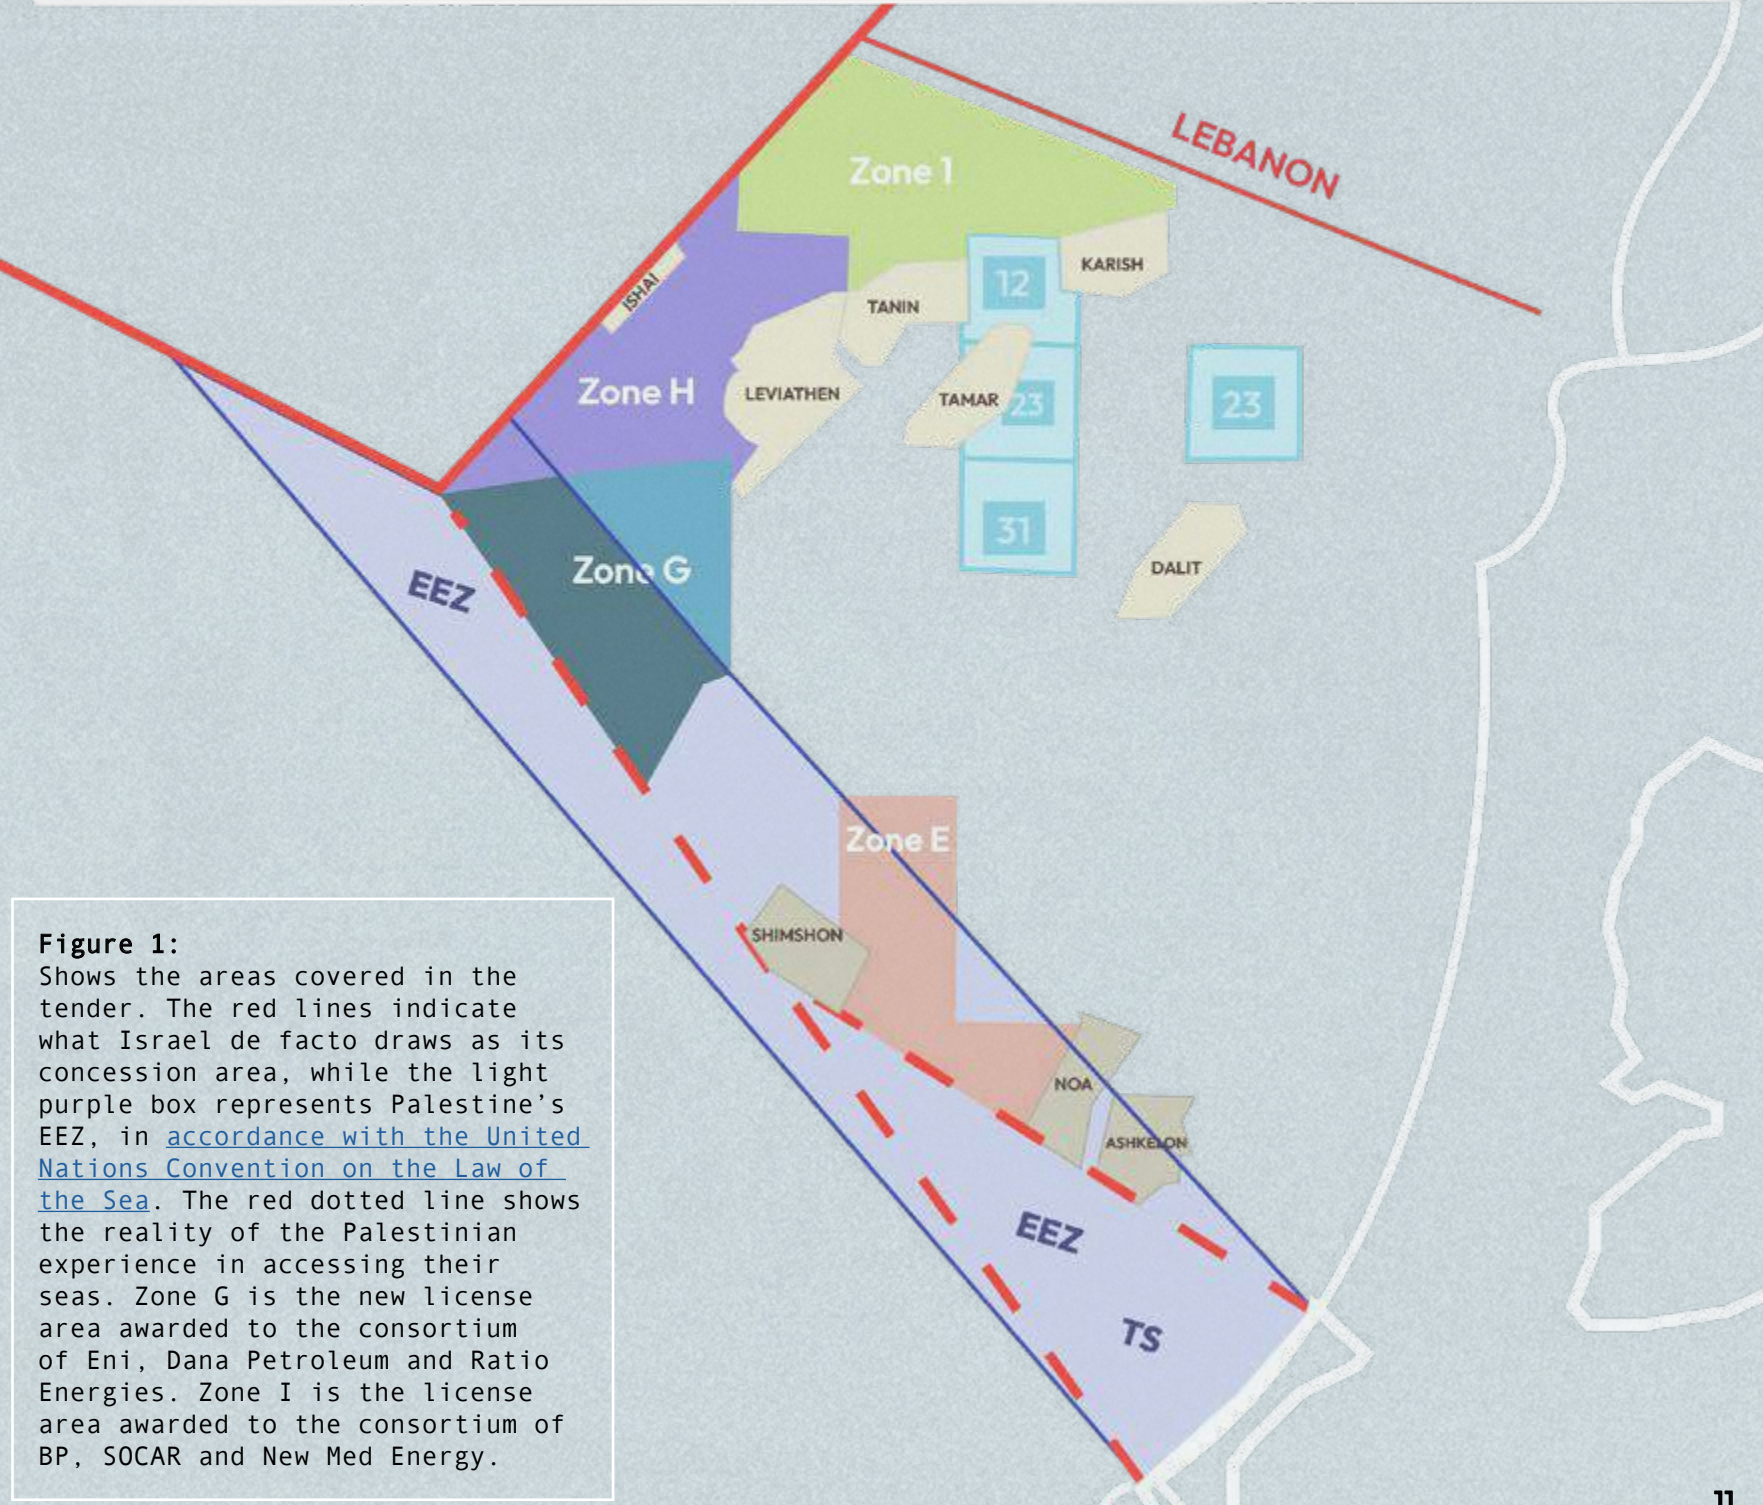 LEBANON
Zone 1
KARISH
12
ISHAI
TANIN
Zone H
LEVIATHEN
TAMAR
23
23
31
Zone G
DALIT
EEZ
Zone E
SHIMSHON
NOA
ASHKELON
EEZ
TS
Figure 1:
Shows the areas covered in the
tender. The red lines indicate
what Israel de facto draws as its
concession area, while the light
purple box represents Palestine’s
EEZ, in accordance with the United
Nations Convention on the Law of
the Sea. The red dotted line shows
the reality of the Palestinian
experience in accessing their
seas. Zone G is the new license
area awarded to the consortium
of Eni, Dana Petroleum and Ratio
Energies. Zone I is the license
area awarded to the consortium of
BP, SOCAR and New Med Energy.
11